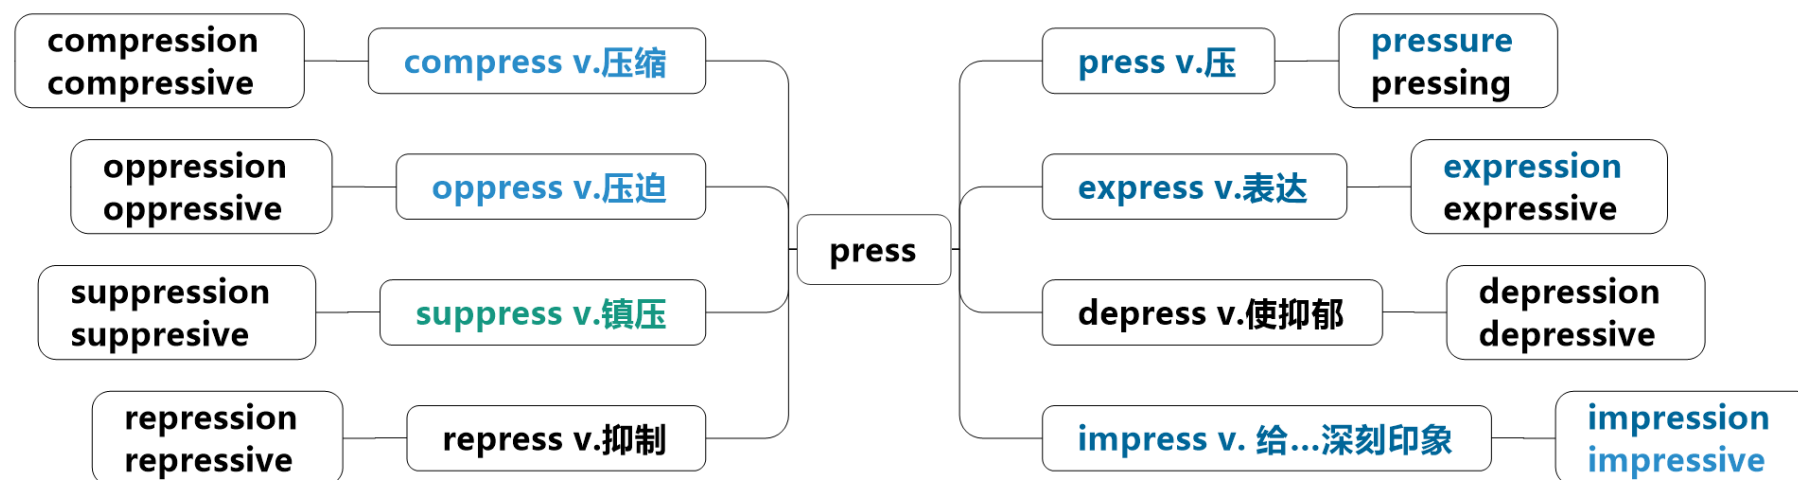 compression
compressive
compress v.压缩
oppression
oppressive
oppress v.压迫
suppression
suppresive
suppress v.镇压
repression
repressive
repress v.抑制
press
press v.压
pressure
pressing
express v.表达
expression
expressive
depress v.使抑郁
depression
depressive
impress v. 给...深刻印象
impression
impressive